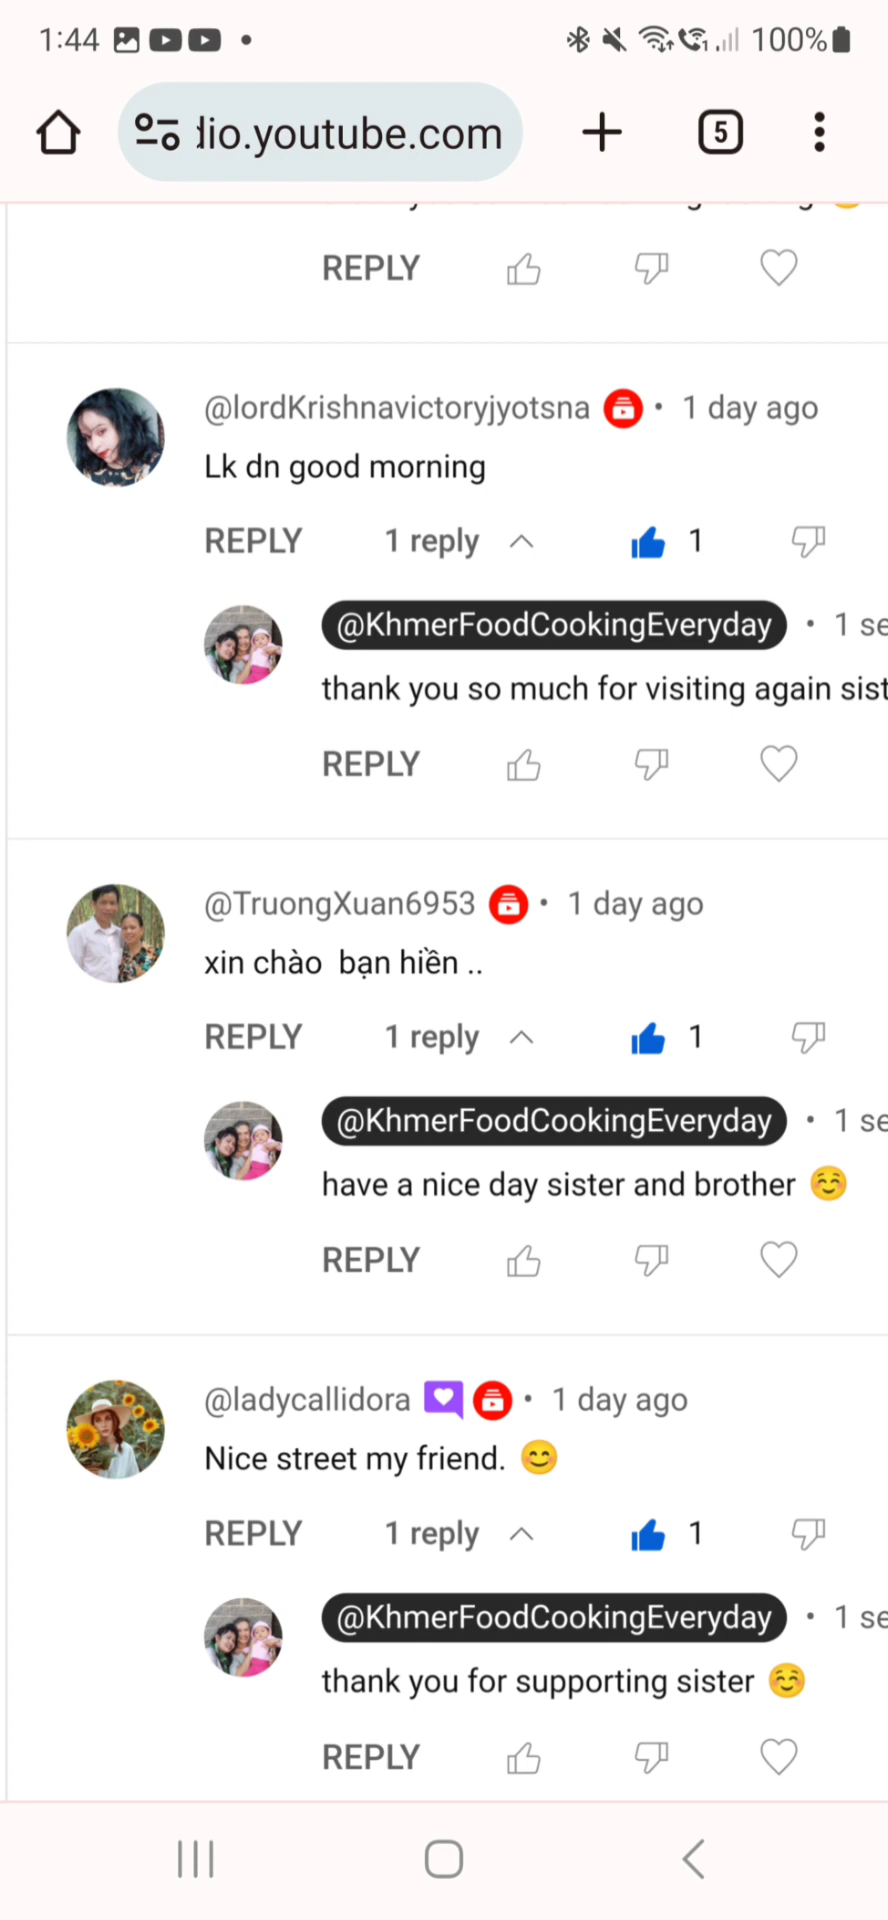 1:44
100%
dio.youtube.com
5
REPLY
@lordKrishnavictoryjyotsna • 1 day ago
Lk dn good morning
REPLY 1 reply 1
@KhmerFoodCookingEveryday • 1 se
thank you so much for visiting again sist
REPLY
@TruongXuan6953 • 1 day ago
xin chào bạn hiền ..
REPLY 1 reply 1
@KhmerFoodCookingEveryday • 1 se
have a nice day sister and brother ☺️
REPLY
@ladycallidora • 1 day ago
Nice street my friend. 😊
REPLY 1 reply 1
@KhmerFoodCookingEveryday • 1 se
thank you for supporting sister ☺️
REPLY